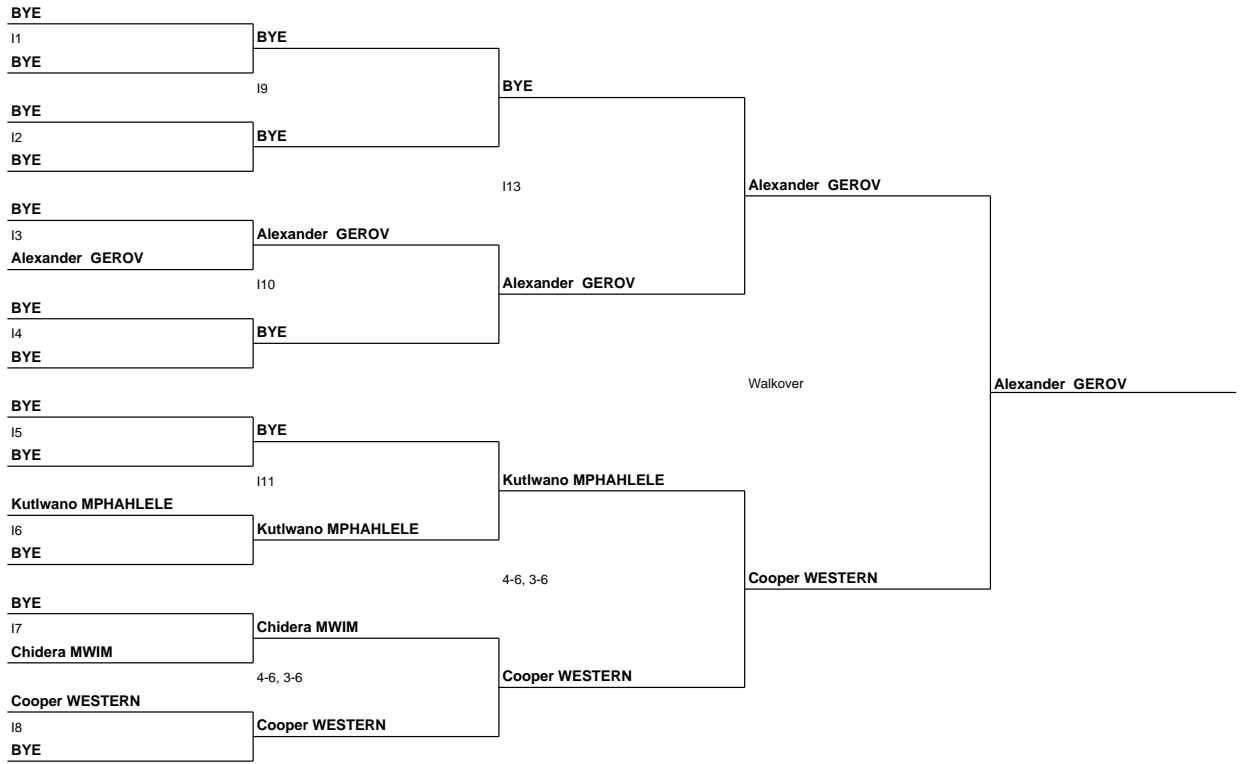 BYE
I1
BYE
BYE
I9
BYE
BYE
I2
BYE
BYE
I13
Alexander  GEROV
BYE
I3
Alexander  GEROV
Alexander  GEROV
I10
Alexander  GEROV
BYE
I4
BYE
BYE
Walkover
Alexander  GEROV
BYE
I5
BYE
BYE
I11
Kutlwano MPHAHLELE
Kutlwano MPHAHLELE
I6
Kutlwano MPHAHLELE
BYE
4-6, 3-6
Cooper WESTERN
BYE
I7
Chidera MWIM
Chidera MWIM
4-6, 3-6
Cooper WESTERN
Cooper WESTERN
I8
Cooper WESTERN
BYE